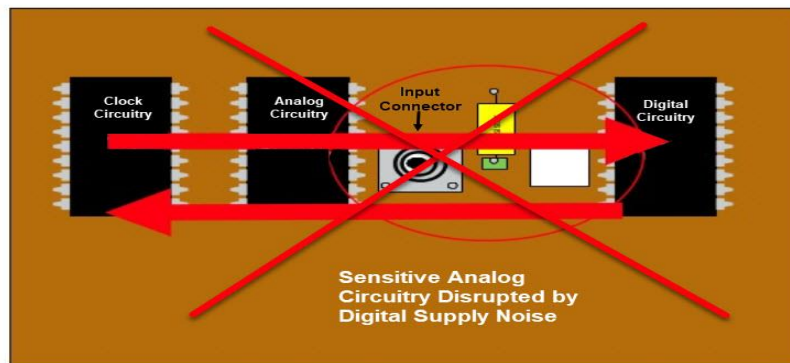 Clock
Circuitry
Analog
Circuitry
Input
Connector
Digital
Circuitry
Sensitive Analog
Circuitry Disrupted by
Digital Supply Noise